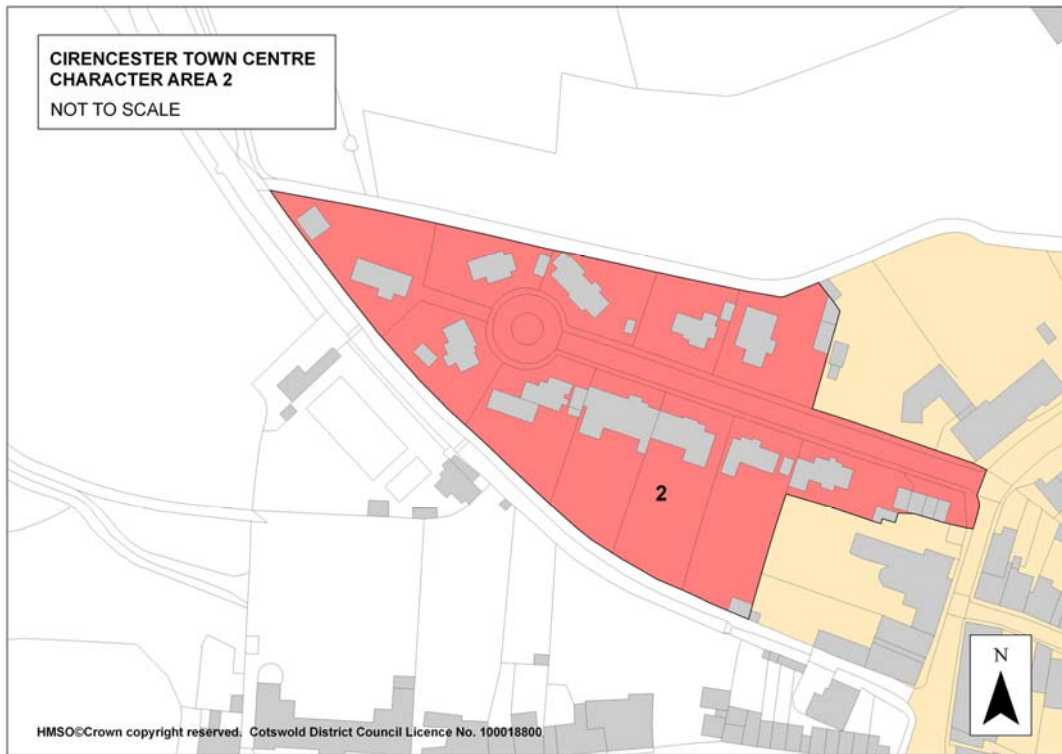 CIRENCESTER TOWN CENTRE
CHARACTER AREA 2
NOT TO SCALE
2
N
HMSO©Crown copyright reserved. Cotswold District Council Licence No. 100018800